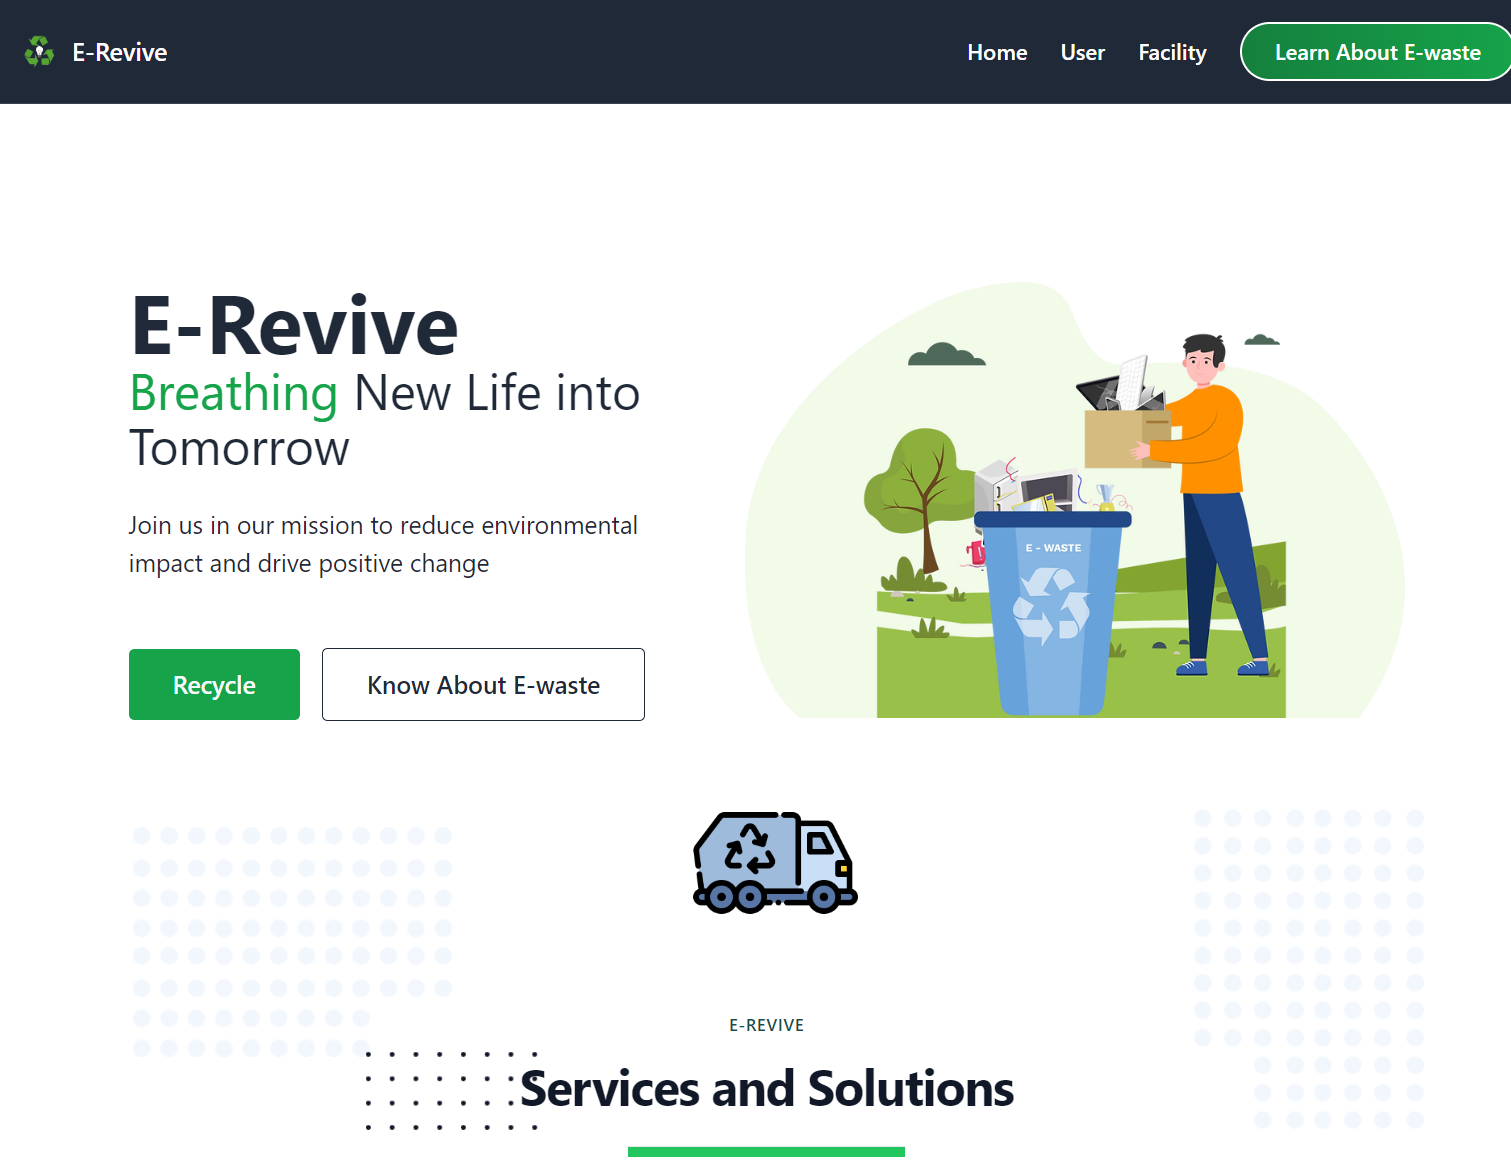 E-Revive
Home
User
Facility
Learn About E-waste
E-Revive
Breathing New Life into
Tomorrow
Join us in our mission to reduce environmental
impact and drive positive change
Recycle
Know About E-waste
E - WASTE
E-REVIVE
Services and Solutions